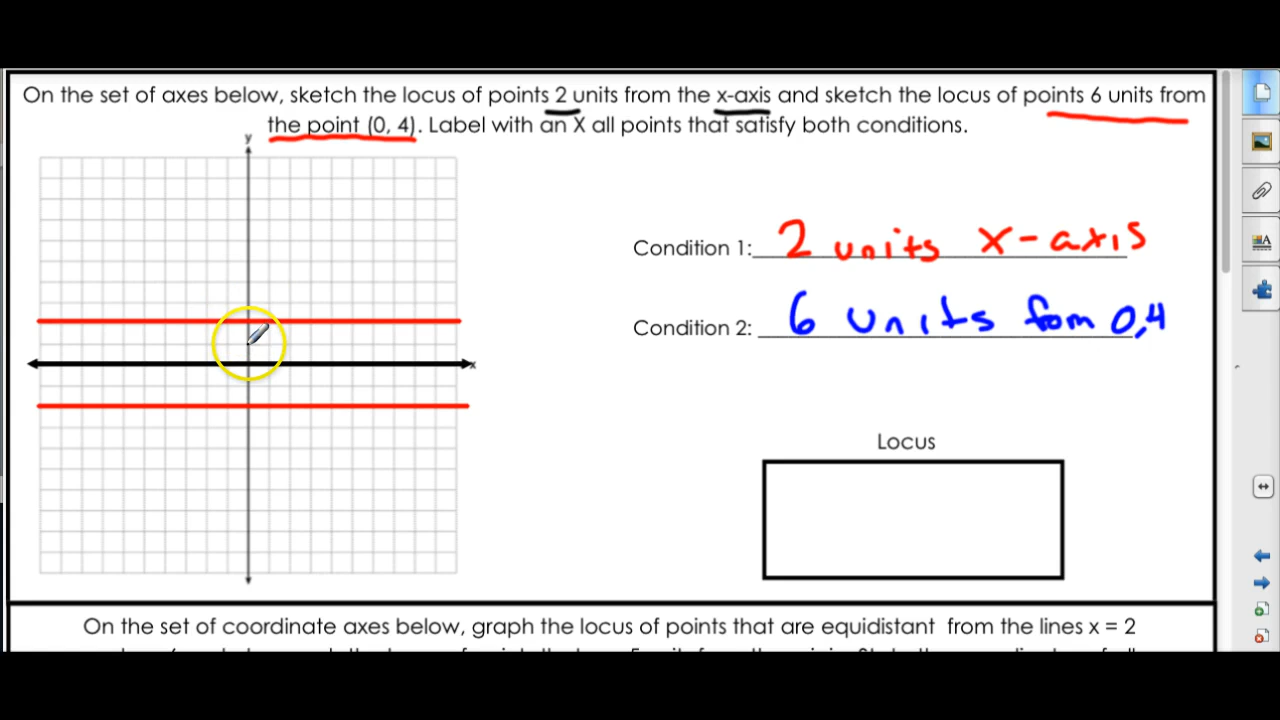 On the set of axes below, sketch the locus of points 2 units from the x-axis and sketch the locus of points 6 units from
the point (0, 4). Label with an X all points that satisfy both conditions.
y
x
Condition 1: 2 units x-axis
Condition 2: 6 units fom 0,4
Locus
On the set of coordinate axes below, graph the locus of points that are equidistant from the lines x = 2